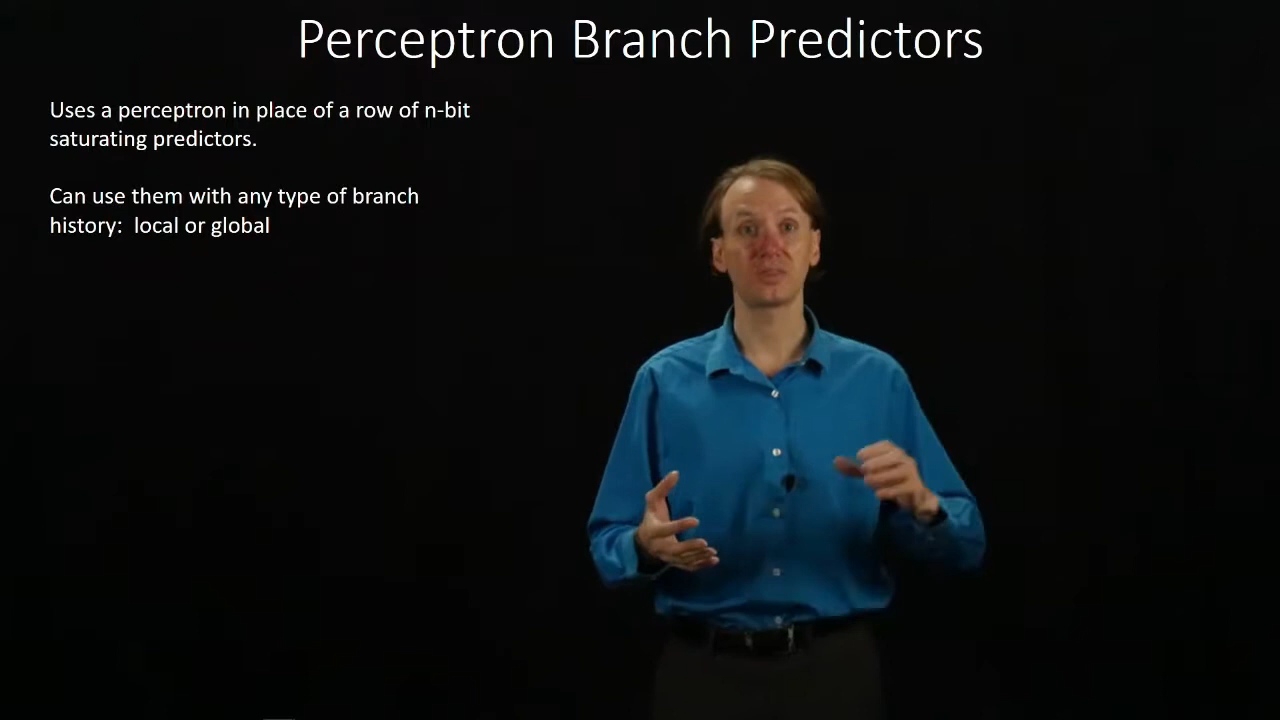 Perceptron Branch Predictors
Uses a perceptron in place of a row of n-bit
saturating predictors.
Can use them with any type of branch
history:  local or global